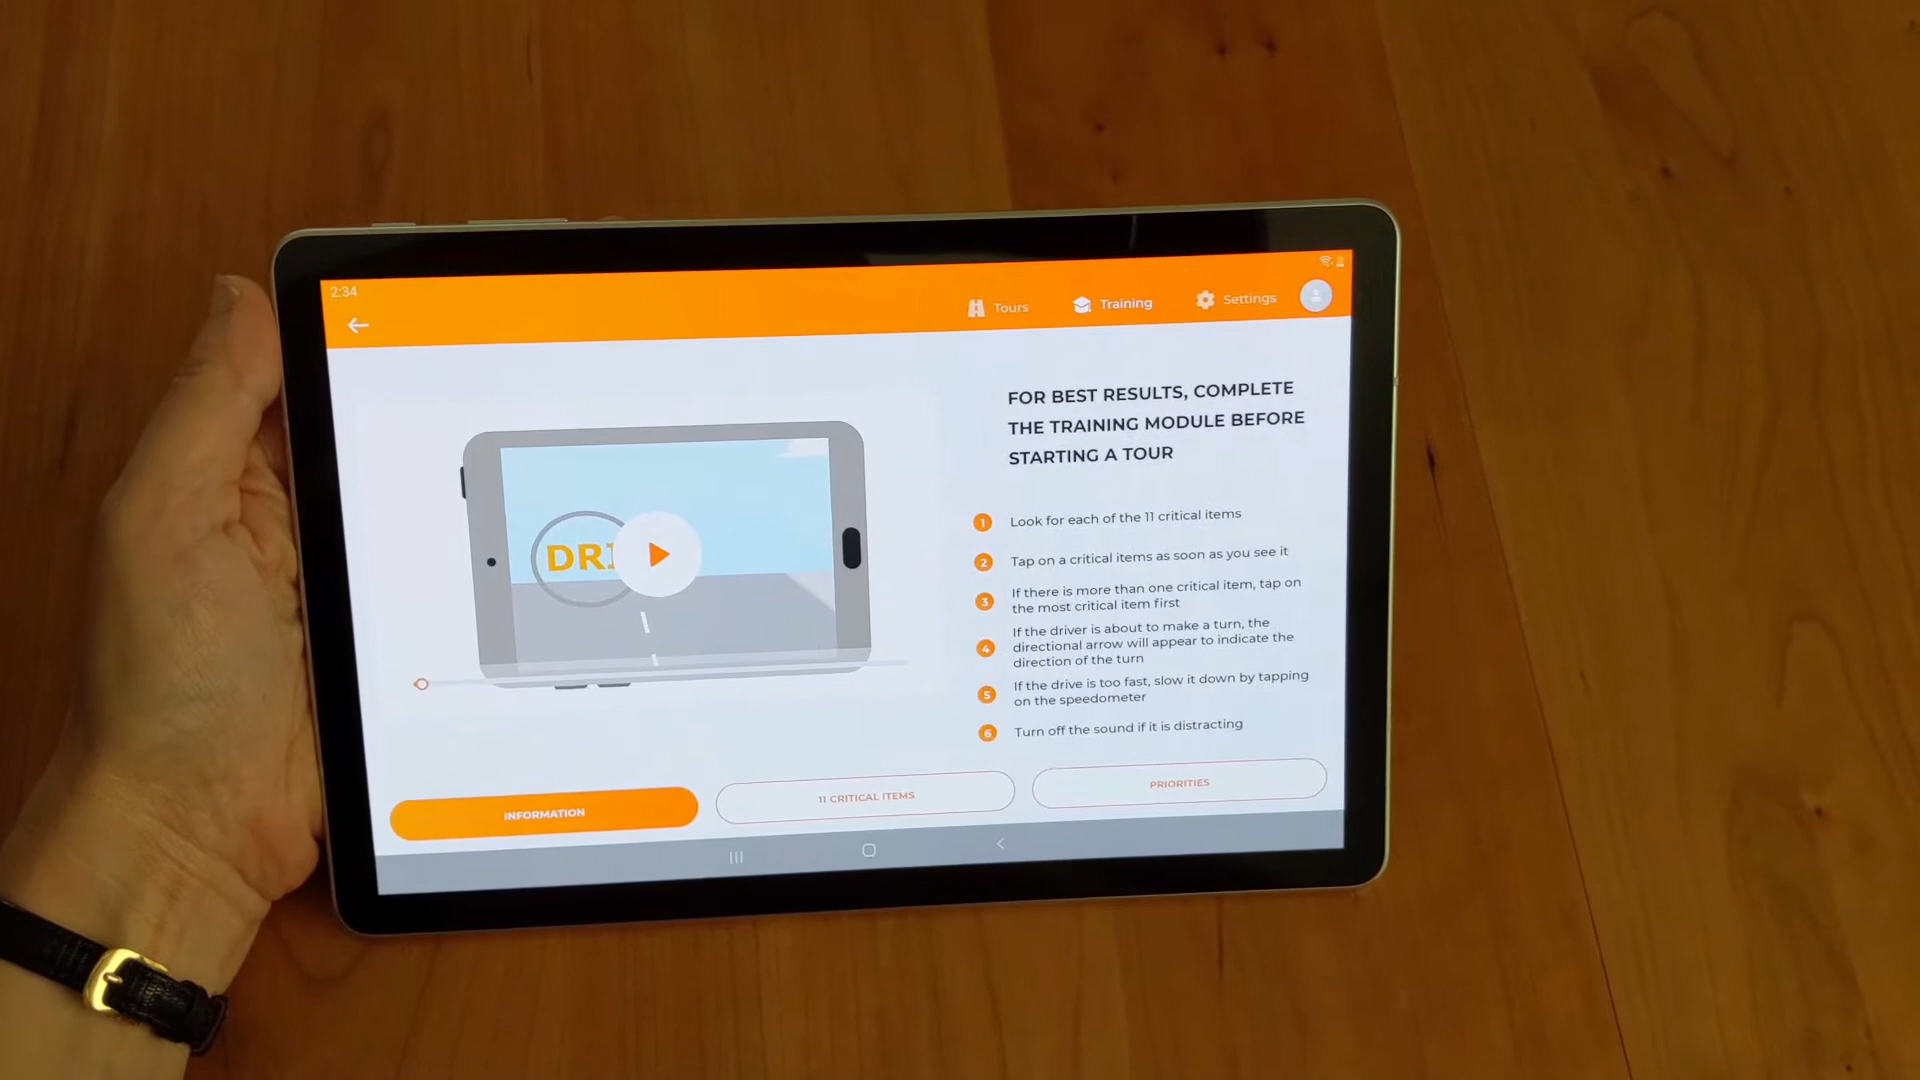 2:34
Tours
Training
Settings
FOR BEST RESULTS, COMPLETE
THE TRAINING MODULE BEFORE
STARTING A TOUR
DRI
1 Look for each of the 11 critical items
2 Tap on a critical items as soon as you see it
3 If there is more than one critical item, tap on
the most critical item first
4 If the driver is about to make a turn, the
directional arrow will appear to indicate the
direction of the turn
5 If the drive is too fast, slow it down by tapping
on the speedometer
6 Turn off the sound if it is distracting
INFORMATION
11 CRITICAL ITEMS
PRIORITIES